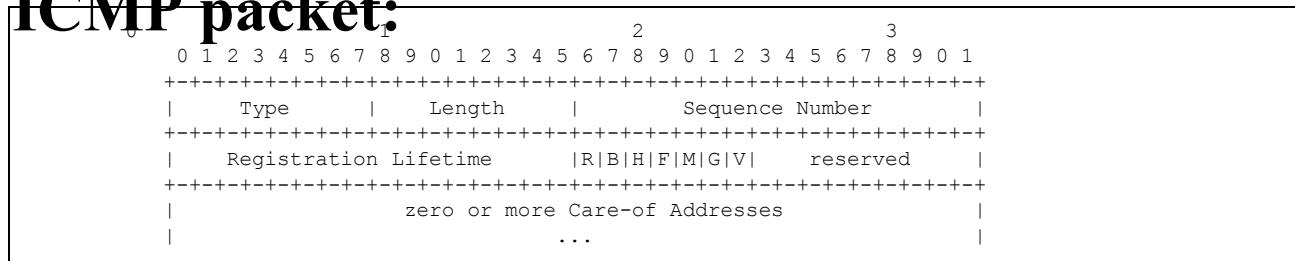 ICMP packet:
0 1 2 3
0 1 2 3 4 5 6 7 8 9 0 1 2 3 4 5 6 7 8 9 0 1 2 3 4 5 6 7 8 9 0 1
+-+-+-+-+-+-+-+-+-+-+-+-+-+-+-+-+-+-+-+-+-+-+-+-+-+-+-+-+-+-+-+-+
| Type | Length | Sequence Number |
+-+-+-+-+-+-+-+-+-+-+-+-+-+-+-+-+-+-+-+-+-+-+-+-+-+-+-+-+-+-+-+-+
| Registration Lifetime |R|B|H|F|M|G|V| reserved |
+-+-+-+-+-+-+-+-+-+-+-+-+-+-+-+-+-+-+-+-+-+-+-+-+-+-+-+-+-+-+-+-+
| zero or more Care-of Addresses |
| ... |